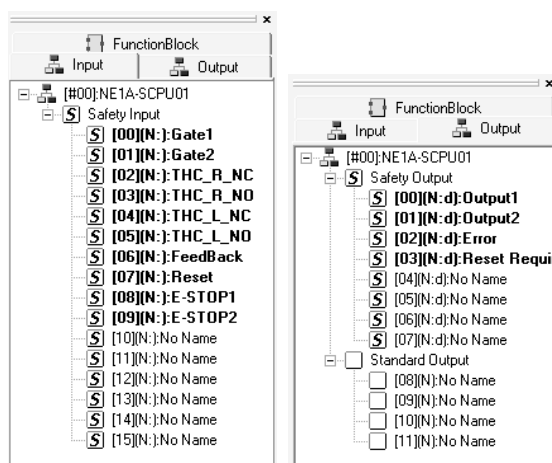 FunctionBlock
Input
Output
[#00]:NE1A-SCPU01
S Safety Input
S [00](N:):Gate1
S [01](N:):Gate2
S [02](N:):THC_R_NC
S [03](N:):THC_R_NO
S [04](N:):THC_L_NC
S [05](N:):THC_L_NO
S [06](N:):FeedBack
S [07](N:):Reset
S [08](N:):E-STOP1
S [09](N:):E-STOP2
S [10](N:):No Name
S [11](N:):No Name
S [12](N:):No Name
S [13](N:):No Name
S [14](N:):No Name
S [15](N:):No Name
FunctionBlock
Input
Output
[#00]:NE1A-SCPU01
S Safety Output
S [00](N:d):Output1
S [01](N:d):Output2
S [02](N:d):Error
S [03](N:d):Reset Requi
S [04](N:d):No Name
S [05](N:d):No Name
S [06](N:d):No Name
S [07](N:d):No Name
Standard Output
[08](N):No Name
[09](N):No Name
[10](N):No Name
[11](N):No Name